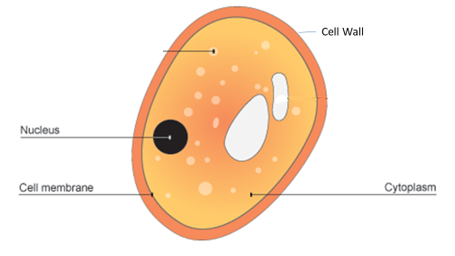 Cell Wall
Nucleus
Cell membrane
Cytoplasm